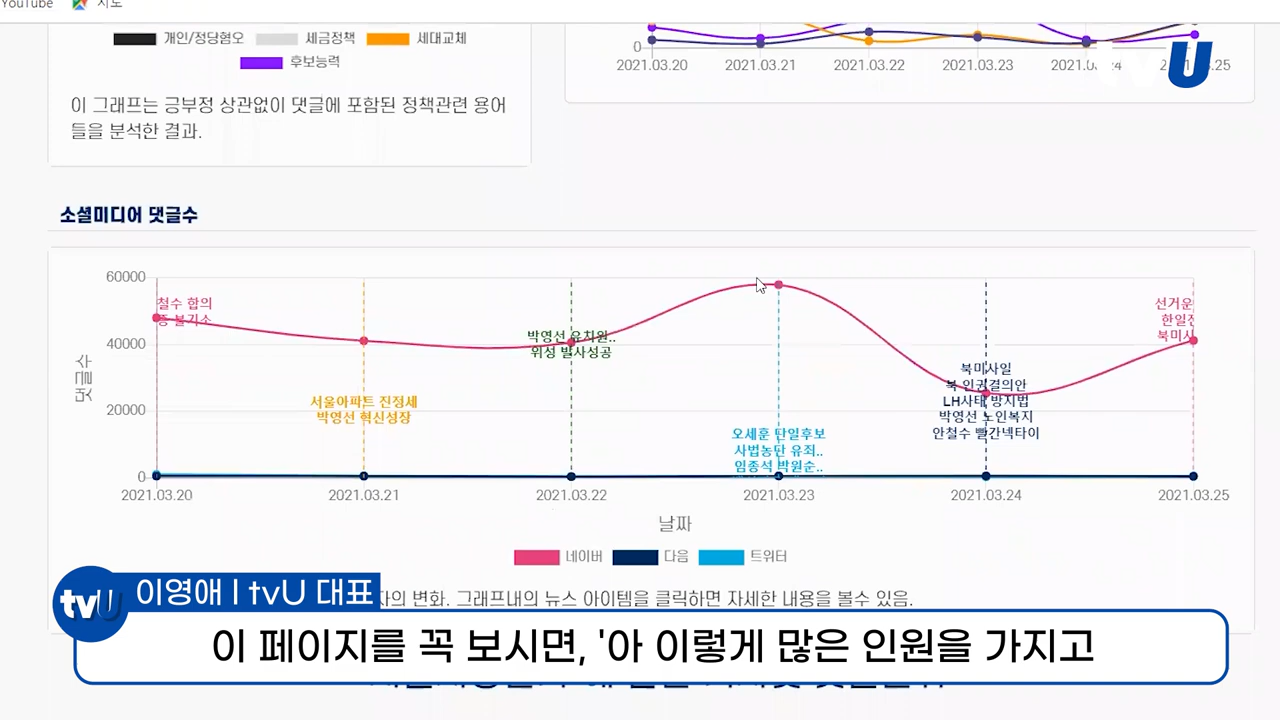 YouTube 지도
개인/정당혐오 세금정책 세대교체
후보능력
이 그래프는 긍부정 상관없이 댓글에 포함된 정책관련 용어
들을 분석한 결과.
0
2021.03.20 2021.03.21 2021.03.22 2021.03.23
tvU
소셜미디어 댓글수
60000
40000
20000
0
댓글수
철수 합의
증 불기소
서울아파트 진정세
박영선 혁신성장
박영선 유치원..
위성 발사성공
오세훈 단일후보
사법농단 유죄..
임종석 박원순..
북미사일
북 인권결의안
LH사태 방지법
박영선 노인복지
안철수 빨간넥타이
선거운
한일전
북미사
2021.03.20 2021.03.21 2021.03.22 2021.03.23 2021.03.24 2021.03.25
날짜
네이버 다음 트위터
변화. 그래프내의 뉴스 아이템을 클릭하면 자세한 내용을 볼수 있음.
tvU 이영애 l tvU 대표
이 페이지를 꼭 보시면, '아 이렇게 많은 인원을 가지고